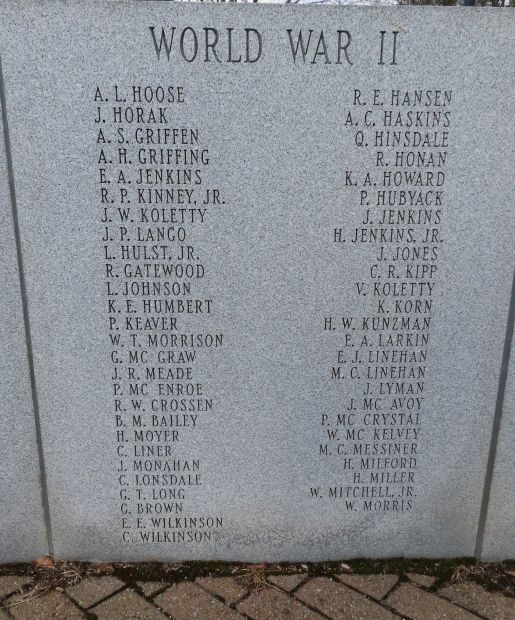 WORLD WAR II
A. L. HOOSE
J. HORAK
A. S. GRIFFEN
A. H. GRIFFING
E. A. JENKINS
R. P. KINNEY, JR.
J. W. KOLETTY
J. P. LANGO
L. HULST, JR.
R. GATEWOOD
L. JOHNSON
K. E. HUMBERT
P. KEAVER
W. T. MORRISON
G. MC GRAW
J. R. MEADE
P. MC ENROE
R. W. CROSSEN
B. M. BAILEY
H. MOYER
C. LINER
J. MONAHAN
C. LONSDALE
G. T. LONG
G. BROWN
E. E. WILKINSON
C. WILKINSON
R. E. HANSEN
A. C. HASKINS
Q. HINSDALE
R. HONAN
K. A. HOWARD
P. HUBYACK
J. JENKINS
H. JENKINS, JR.
J. JONES
C. R. KIPP
V. KOLETTY
K. KORN
H. W. KUNZMAN
E. A. LARKIN
E. J. LINEHAN
M. C. LINEHAN
J. LYMAN
J. MC AVOY
P. MC CRYSTAL
W. MC KELVEY
M. C. MESSINER
H. MILFORD
H. MILLER
W. MITCHELL, JR.
W. MORRIS